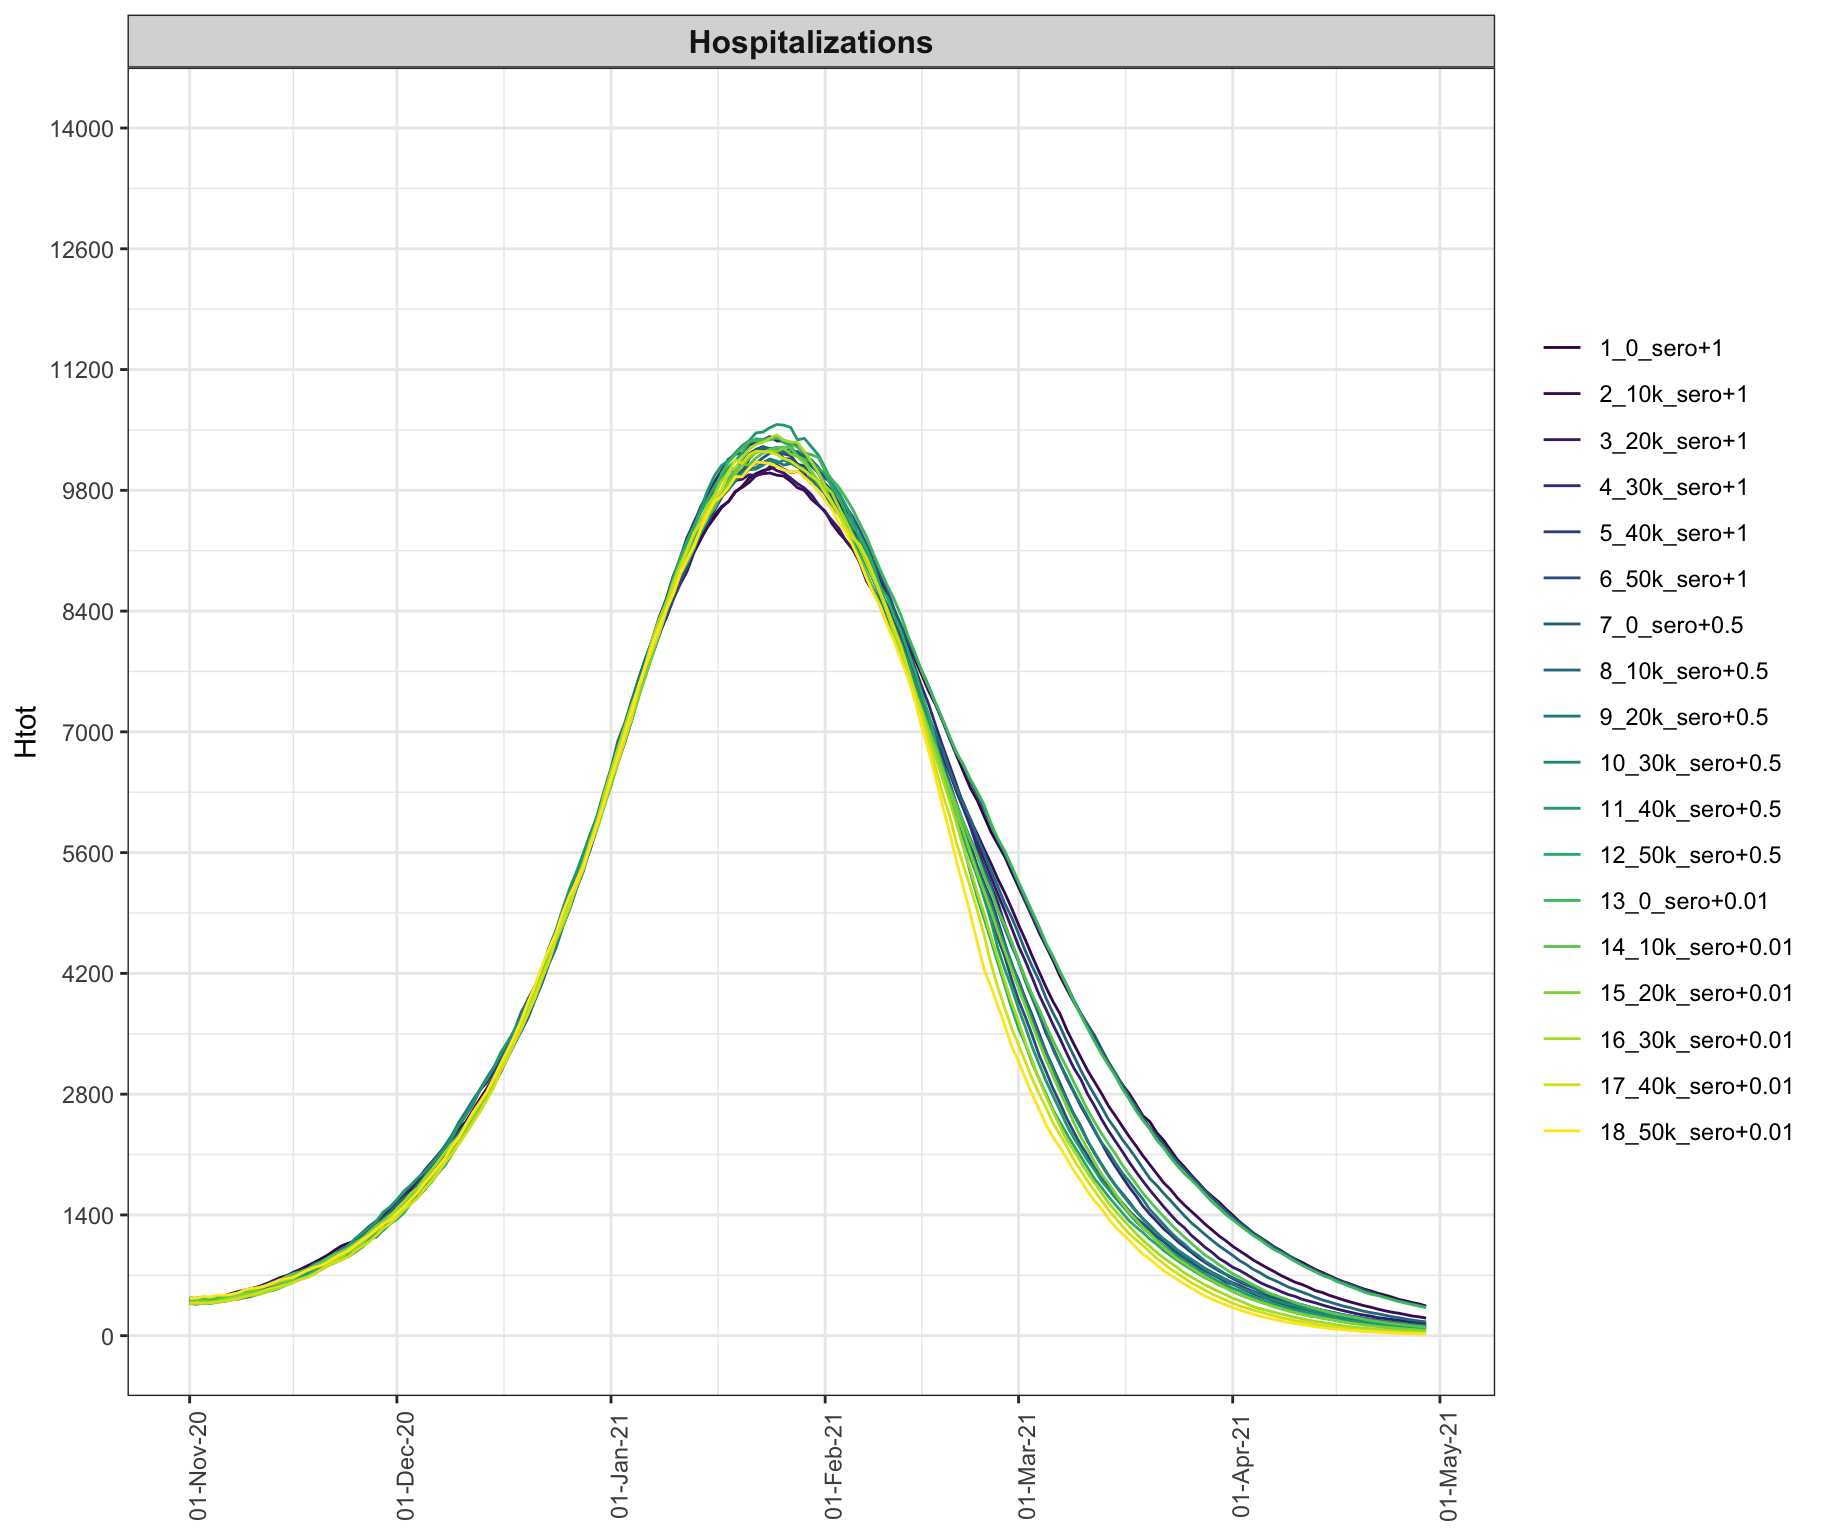 Hospitalizations
Htot
14000
12600
11200
9800
8400
7000
5600
4200
2800
1400
0
01-Nov-20
01-Dec-20
01-Jan-21
01-Feb-21
01-Mar-21
01-Apr-21
01-May-21
1_0_sero+1
2_10k_sero+1
3_20k_sero+1
4_30k_sero+1
5_40k_sero+1
6_50k_sero+1
7_0_sero+0.5
8_10k_sero+0.5
9_20k_sero+0.5
10_30k_sero+0.5
11_40k_sero+0.5
12_50k_sero+0.5
13_0_sero+0.01
14_10k_sero+0.01
15_20k_sero+0.01
16_30k_sero+0.01
17_40k_sero+0.01
18_50k_sero+0.01